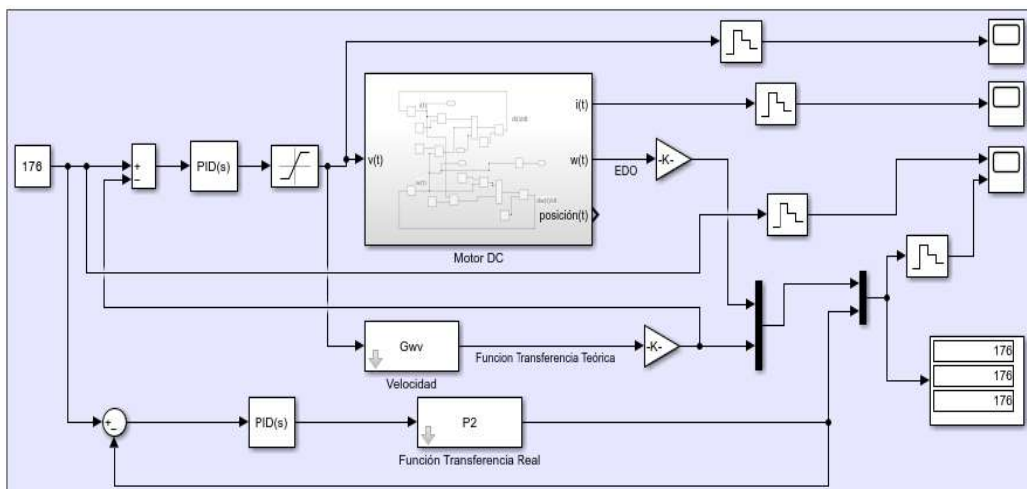 i(t)
176
+
−
PID(s)
v(t)
w(t)
-K-
EDO
posición(t)
Motor DC
Gwv
Funcion Transferencia Teórica
-K-
Velocidad
176
176
176
+
−
PID(s)
P2
Función Transferencia Real